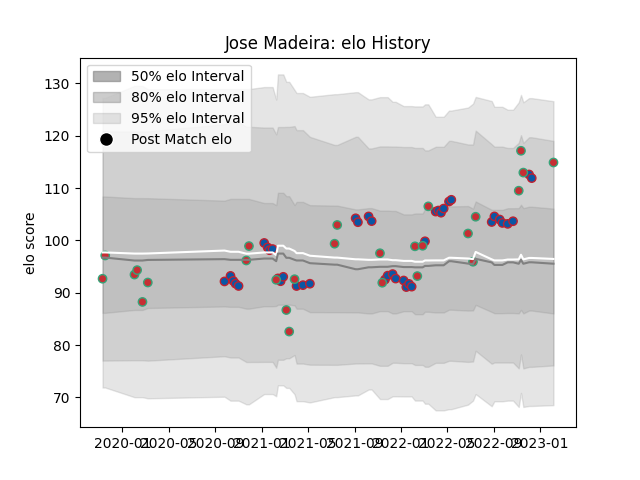 Jose Madeira: elo History
50% elo Interval
80% elo Interval
95% elo Interval
Post Match elo
elo score
130
120
110
100
90
80
70
2020-01 2020-05 2020-09 2021-01 2021-05 2021-09 2022-01 2022-05 2022-09 2023-01